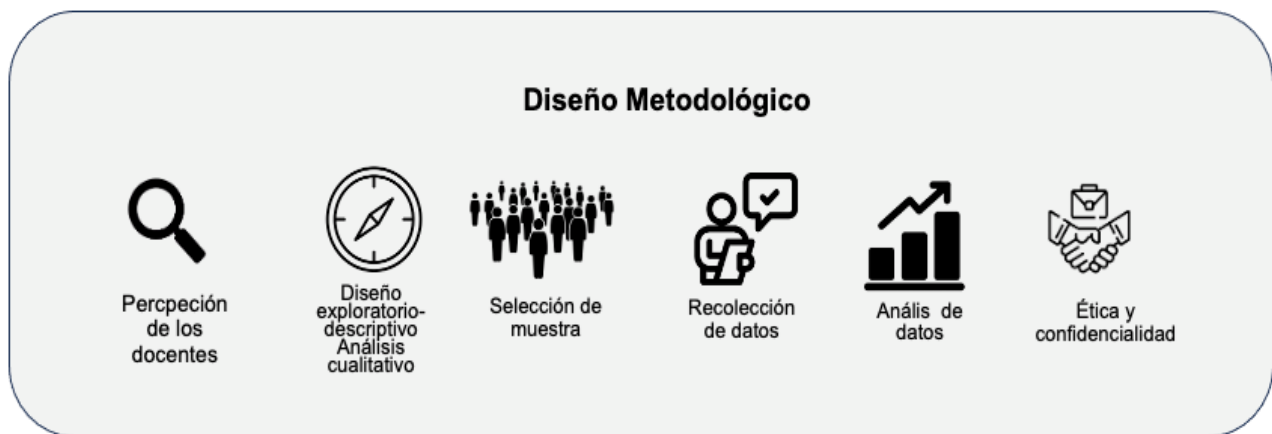 Diseño Metodológico
Percpeción
de los
docentes
Diseño
exploratorio-
descriptivo
Análisis
cualitativo
Selección de
muestra
Recolección
de datos
Anális de
datos
Ética y
confidencialidad